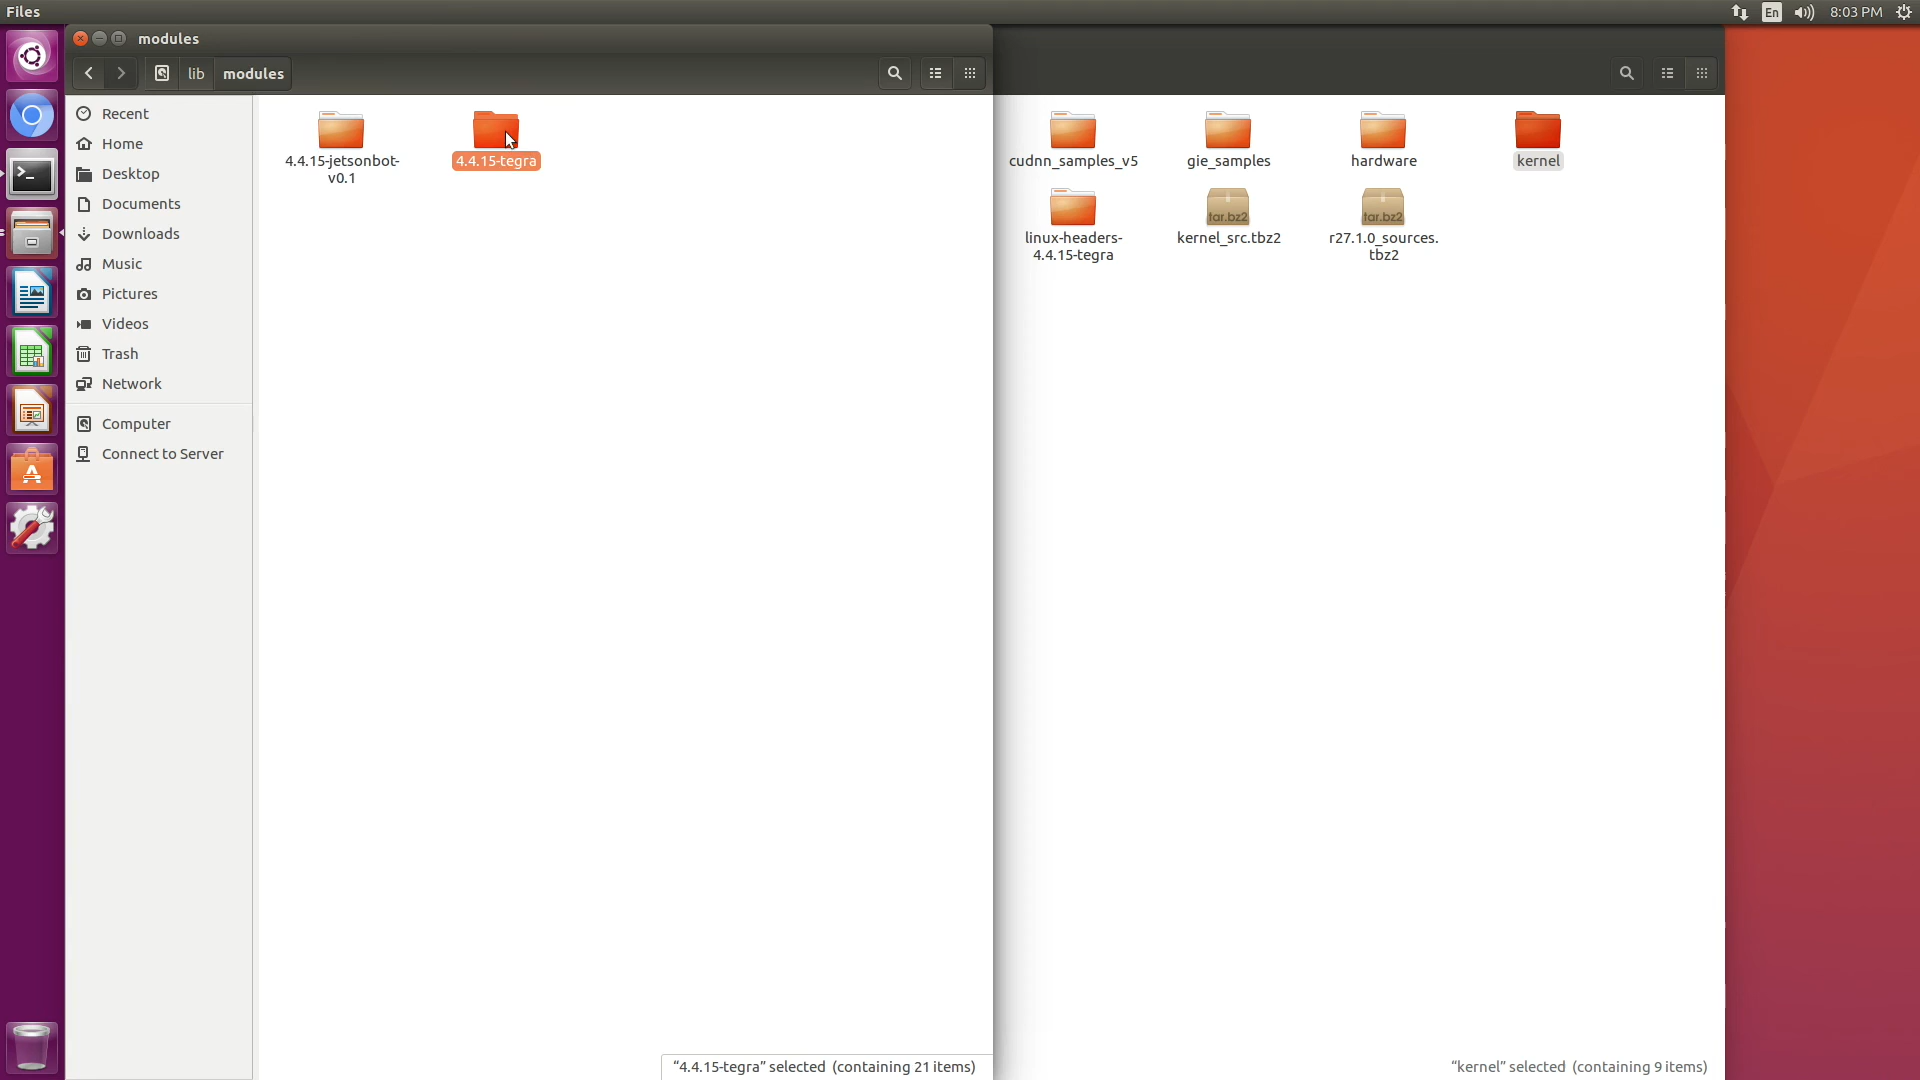 Files
En
8:03 PM
modules
lib
modules
Recent
Home
Desktop
Documents
Downloads
Music
Pictures
Videos
Trash
Network
Computer
Connect to Server
4.4.15-jetsonbot-
v0.1
4.4.15-tegra
"4.4.15-tegra" selected (containing 21 items)
cudnn_samples_v5
gie_samples
hardware
kernel
linux-headers-
4.4.15-tegra
tar.bz2
kernel_src.tbz2
tar.bz2
r27.1.0_sources.
tbz2
"kernel" selected (containing 9 items)